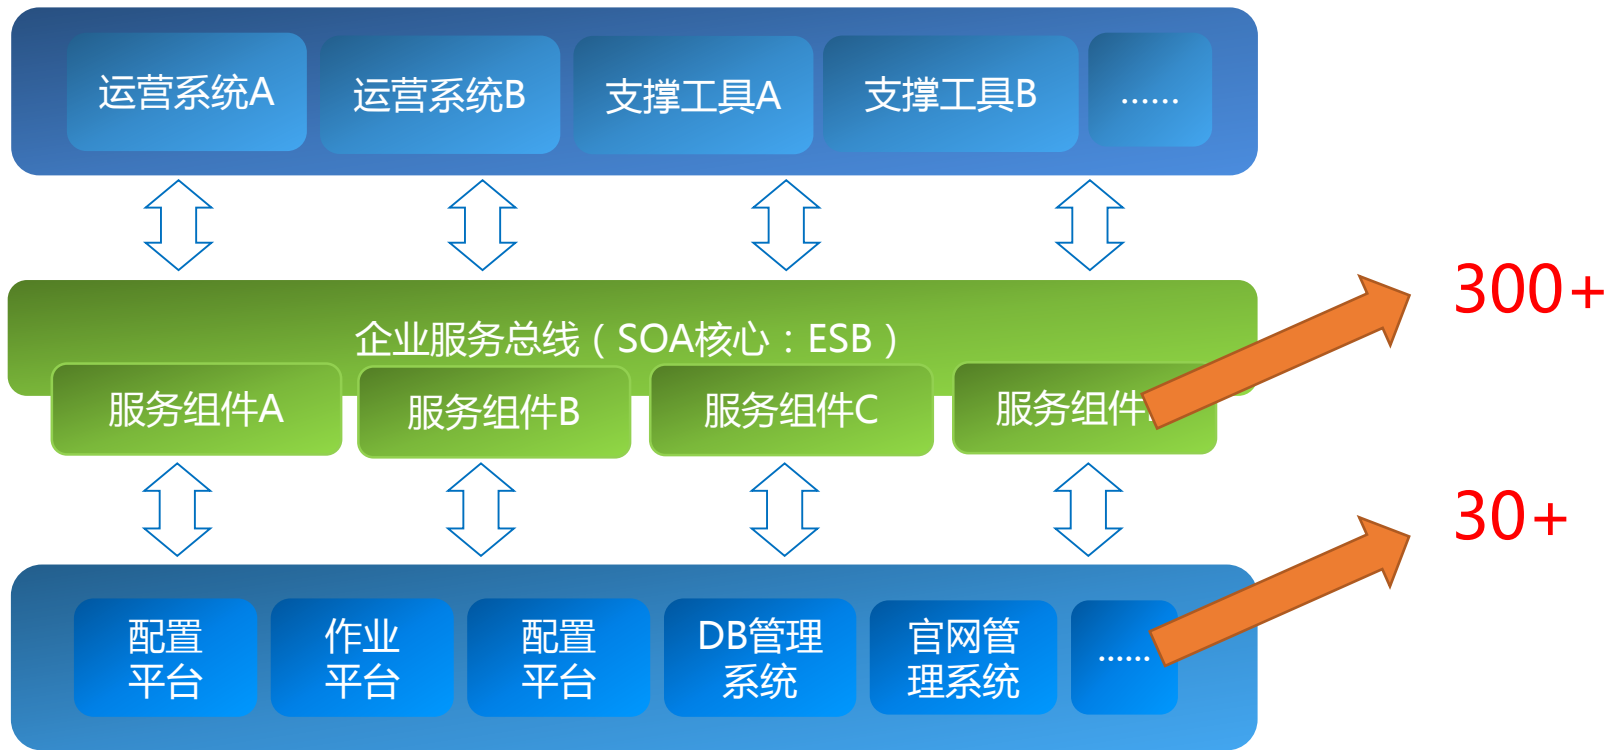 运营系统A
运营系统B
支撑工具A
支撑工具B
......
300+
企业服务总线（SOA核心：ESB）
服务组件A
服务组件B
服务组件C
服务组件
30+
配置
平台
作业
平台
配置
平台
DB管理
系统
官网管
理系统
......